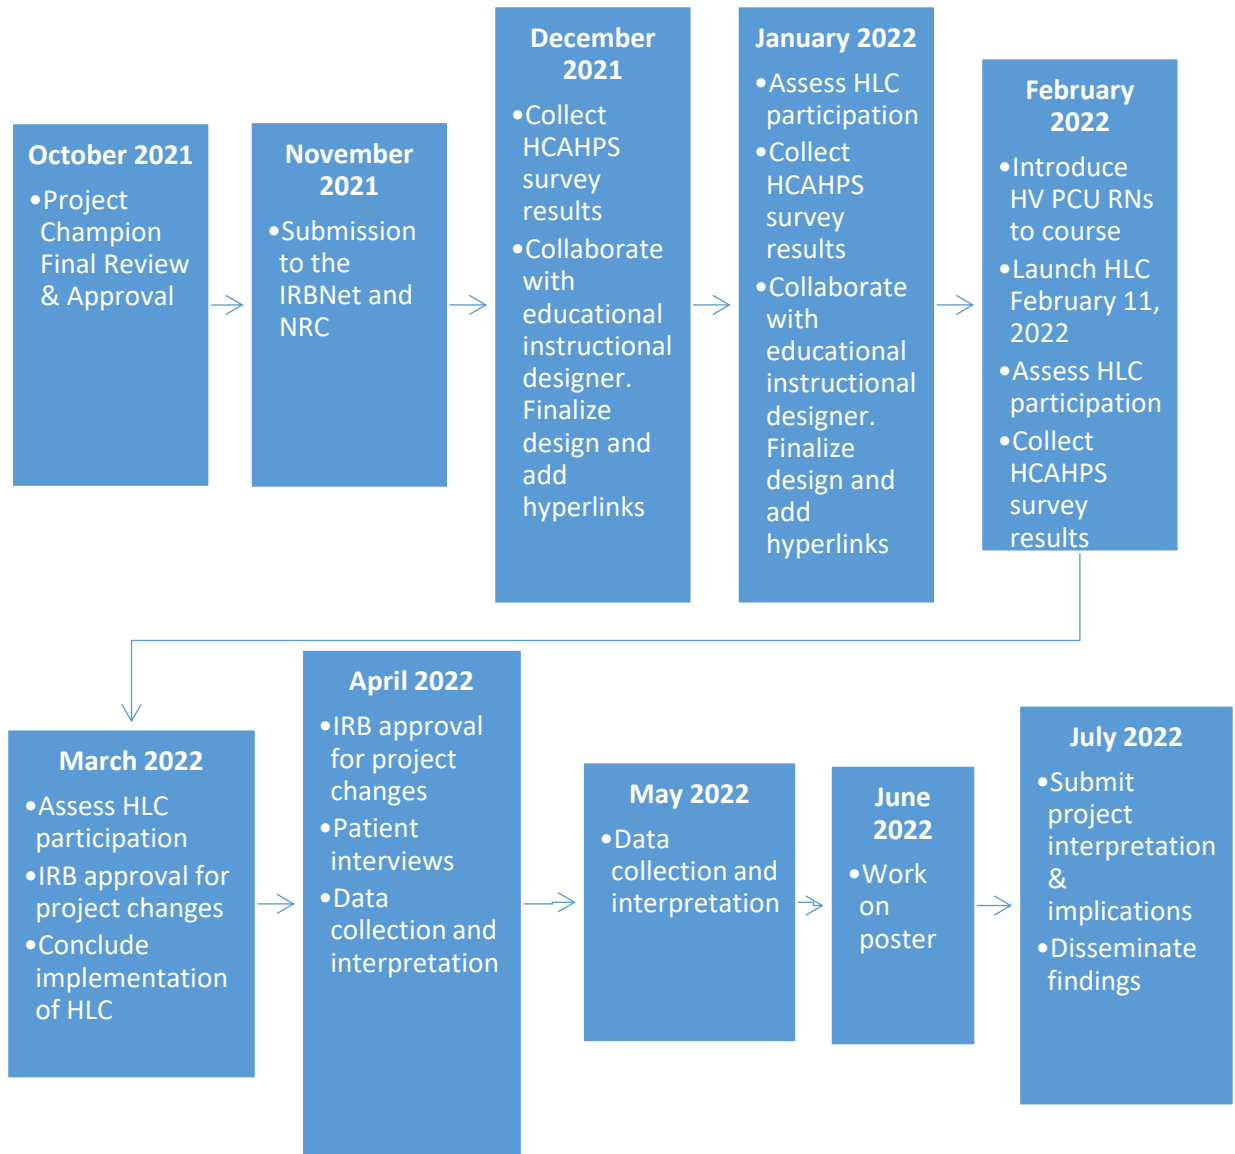 October 2021
•Project
Champion
Final Review
& Approval
November
2021
•Submission
to the
IRBNet and
NRC
December
2021
•Collect
HCAHPS
survey
results
•Collaborate
with
educational
instructional
designer.
Finalize
design and
add
hyperlinks
January 2022
•Assess HLC
participation
•Collect
HCAHPS
survey
results
•Collaborate
with
educational
instructional
designer.
Finalize
design and
add
hyperlinks
February
2022
•Introduce
HV PCU RNs
to course
•Launch HLC
February 11,
2022
•Assess HLC
participation
•Collect
HCAHPS
survey
results
March 2022
•Assess HLC
participation
•IRB approval for
project changes
•Conclude
implementation
of HLC
April 2022
•IRB approval
for project
changes
•Patient
interviews
•Data
collection and
interpretation
May 2022
•Data
collection and
interpretation
June
2022
•Work
on
poster
July 2022
•Submit
project
interpretation
&
implications
•Disseminate
findings